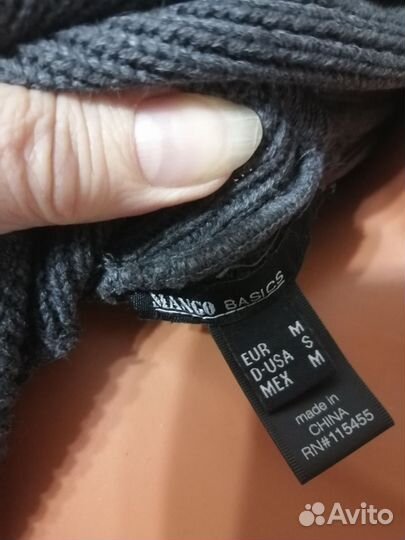 MANGO BASICS
EUR M
D-USA S
MEX M
made in
CHINA
RN#115455
Avito